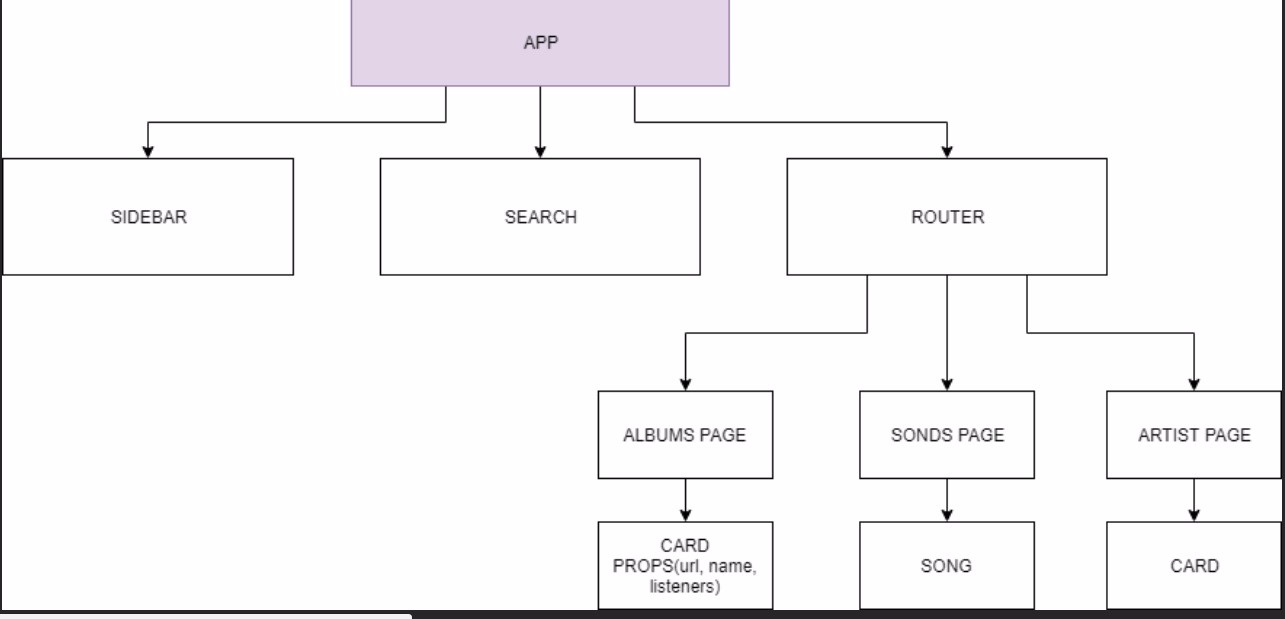 APP
SIDEBAR
SEARCH
ROUTER
ALBUMS PAGE
SONDS PAGE
ARTIST PAGE
CARD
PROPS(url, name,
listeners)
SONG
CARD